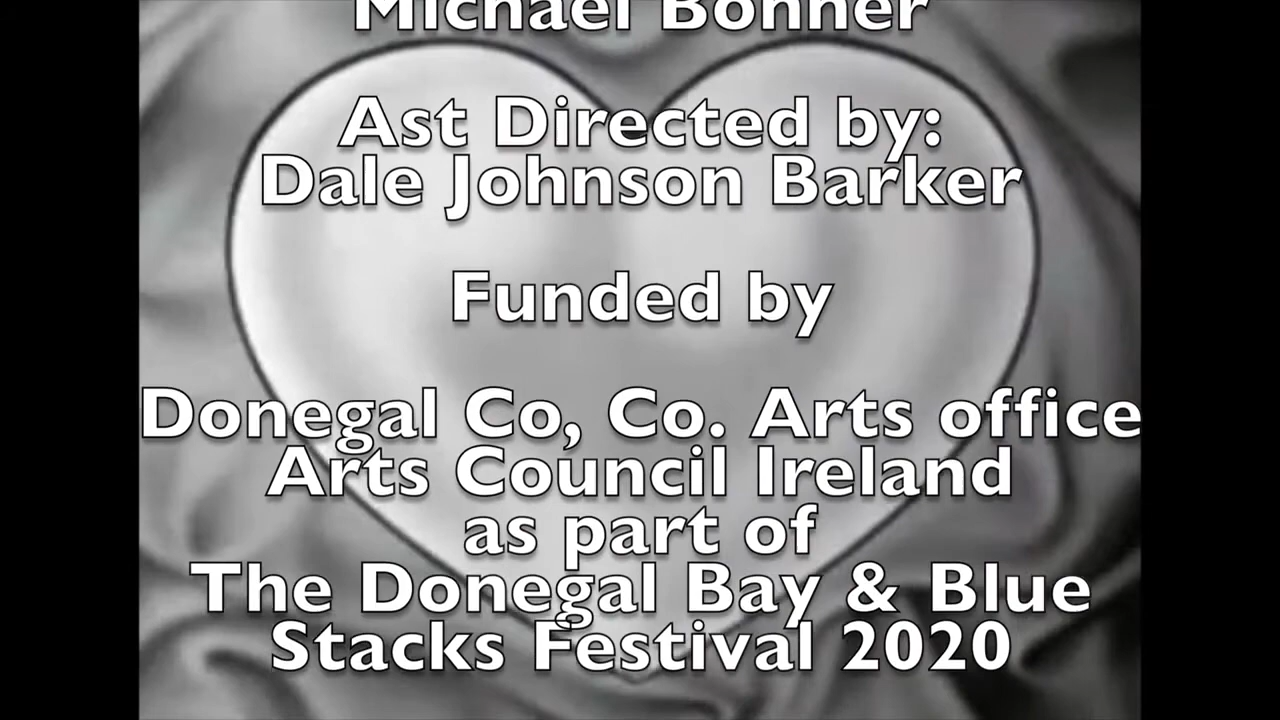 Michael Bonner
Ast Directed by:
Dale Johnson Barker
Funded by
Donegal Co, Co. Arts office
Arts Council Ireland
as part of
The Donegal Bay & Blue
Stacks Festival 2020